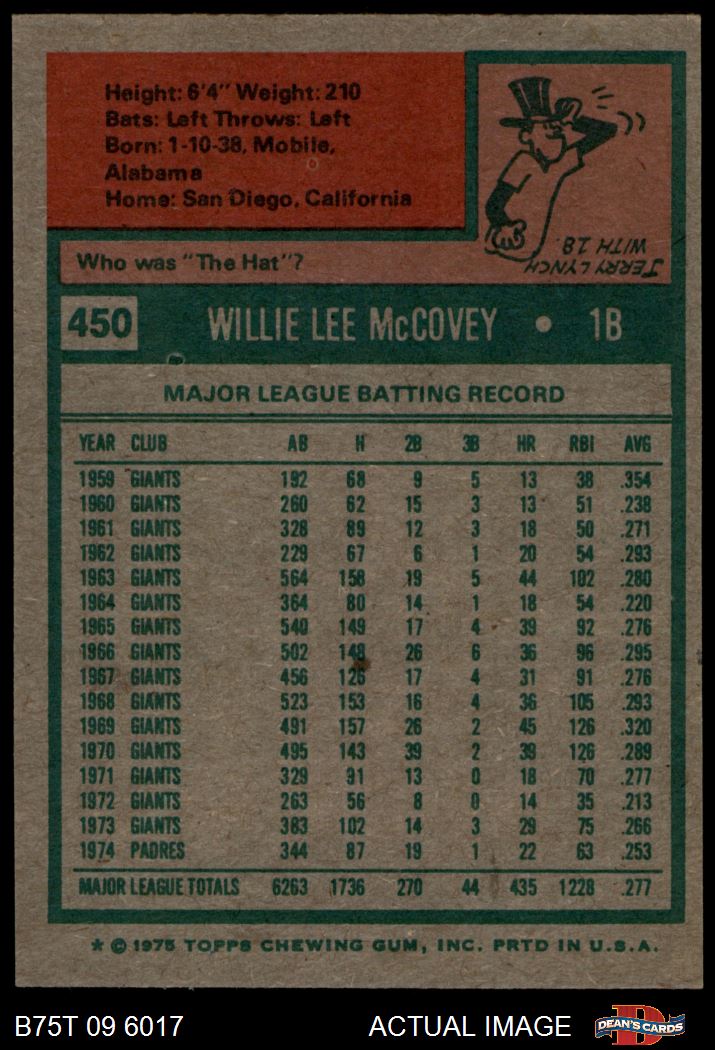 Height: 6'4" Weight: 210
Bats: Left Throws: Left
Born: 1-10-38, Mobile,
Alabama
Home: San Diego, California
Who was "The Hat"?
JERRY LYNCH
WITH 18.
450 WILLIE LEE McCOVEY • 1B
MAJOR LEAGUE BATTING RECORD
YEAR CLUB AB H 2B 3B HR RBI AVG
1959 GIANTS 192 68 9 5 13 38 .354
1960 GIANTS 260 62 15 3 13 51 .238
1961 GIANTS 328 89 12 3 18 50 .271
1962 GIANTS 229 67 6 1 20 54 .293
1963 GIANTS 564 158 19 5 44 102 .280
1964 GIANTS 364 80 14 1 18 54 .220
1965 GIANTS 540 149 17 4 39 92 .276
1966 GIANTS 502 148 26 6 36 96 .295
1967 GIANTS 456 126 17 4 31 91 .276
1968 GIANTS 523 153 16 4 36 105 .293
1969 GIANTS 491 157 26 2 45 126 .320
1970 GIANTS 495 143 39 2 39 126 .289
1971 GIANTS 329 91 13 0 18 70 .277
1972 GIANTS 263 56 8 0 14 35 .213
1973 GIANTS 383 102 14 3 29 75 .266
1974 PADRES 344 87 19 1 22 63 .253
MAJOR LEAGUE TOTALS 6263 1736 270 44 435 1228 .277
* © 1975 TOPPS CHEWING GUM, INC. PRTD IN U.S.A.
B75T 09 6017 ACTUAL IMAGE D DEAN'S CARDS